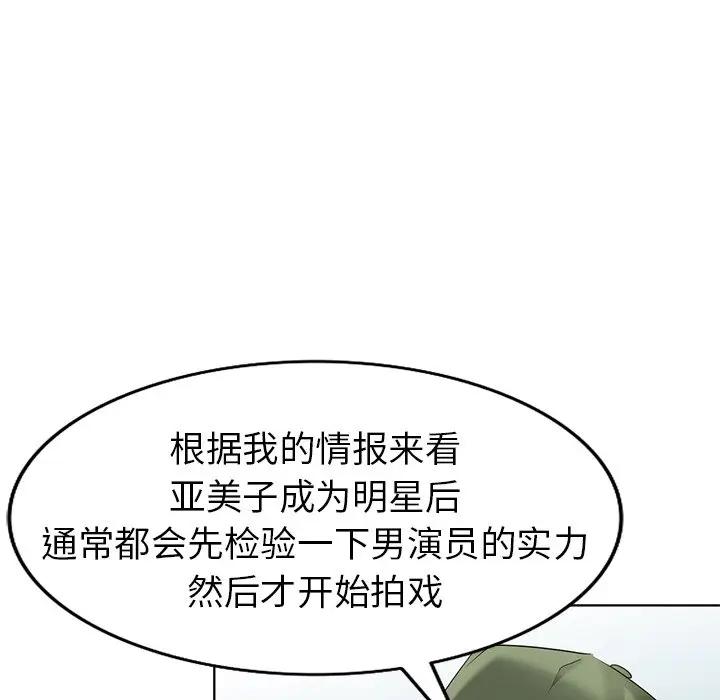 根据我的情报来看
亚美子成为明星后
通常都会先检验一下男演员的实力
然后才开始拍戏